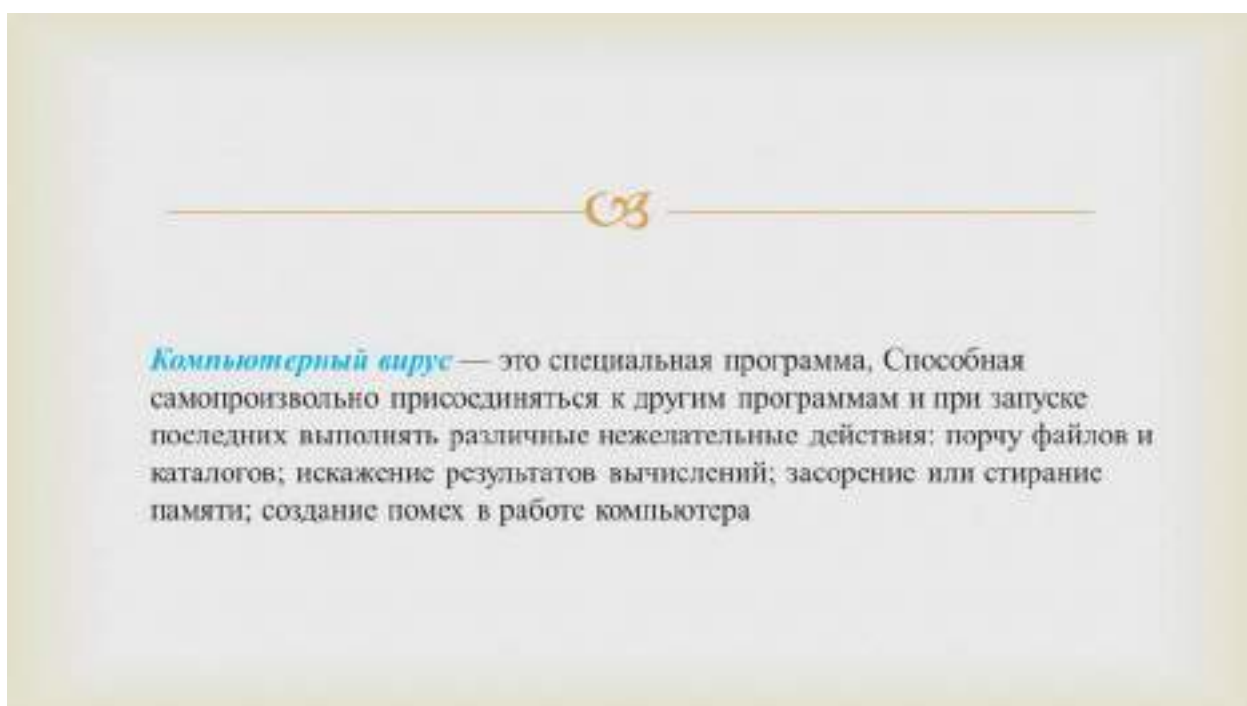 Компьютерный вирус — это специальная программа, Способная
самопроизвольно присоединяться к другим программам и при запуске
последних выполнять различные нежелательные действия: порчу файлов и
каталогов; искажение результатов вычислений; засорение или стирание
памяти; создание помех в работе компьютера